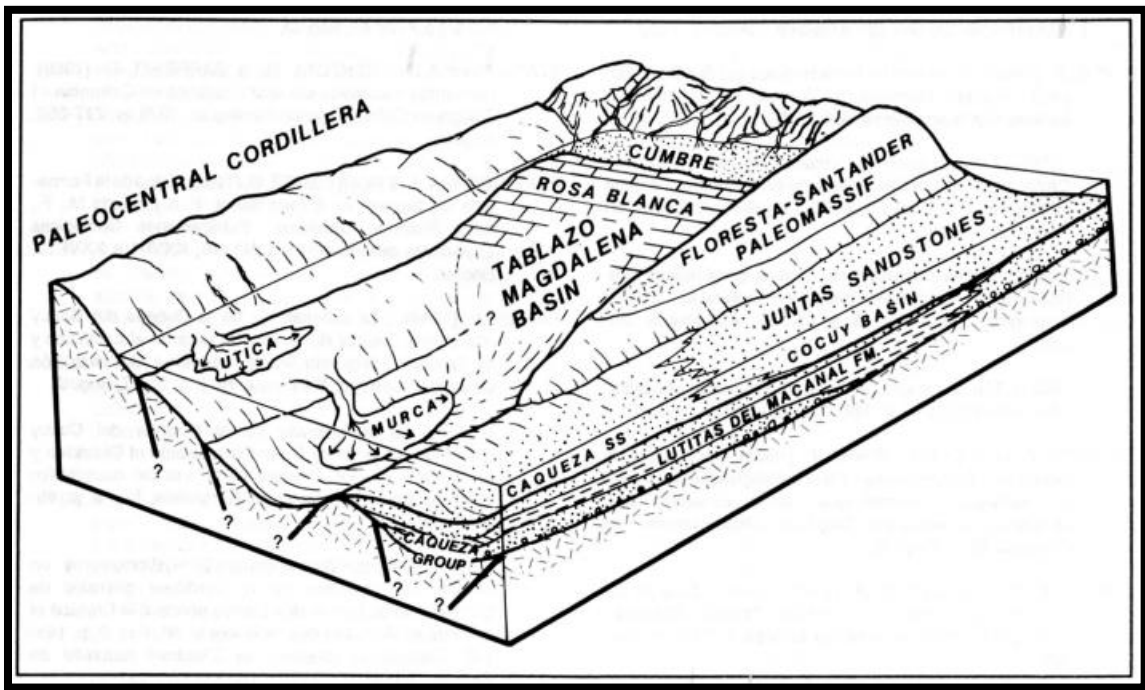 PALEOCENTRAL CORDILLERA
CUMBRE
ROSA BLANCA
TABLAZO
MAGDALENA
BASIN
?
FLORESTA-SANTANDER
PALEOMASSIF
JUNTAS SANDSTONES
COCUY BASIN
UTICA
MURCA
CAQUEZA SS
LUTITAS DEL MACANAL FM
CAQUEZA
GROUP
?
?
?
?
?